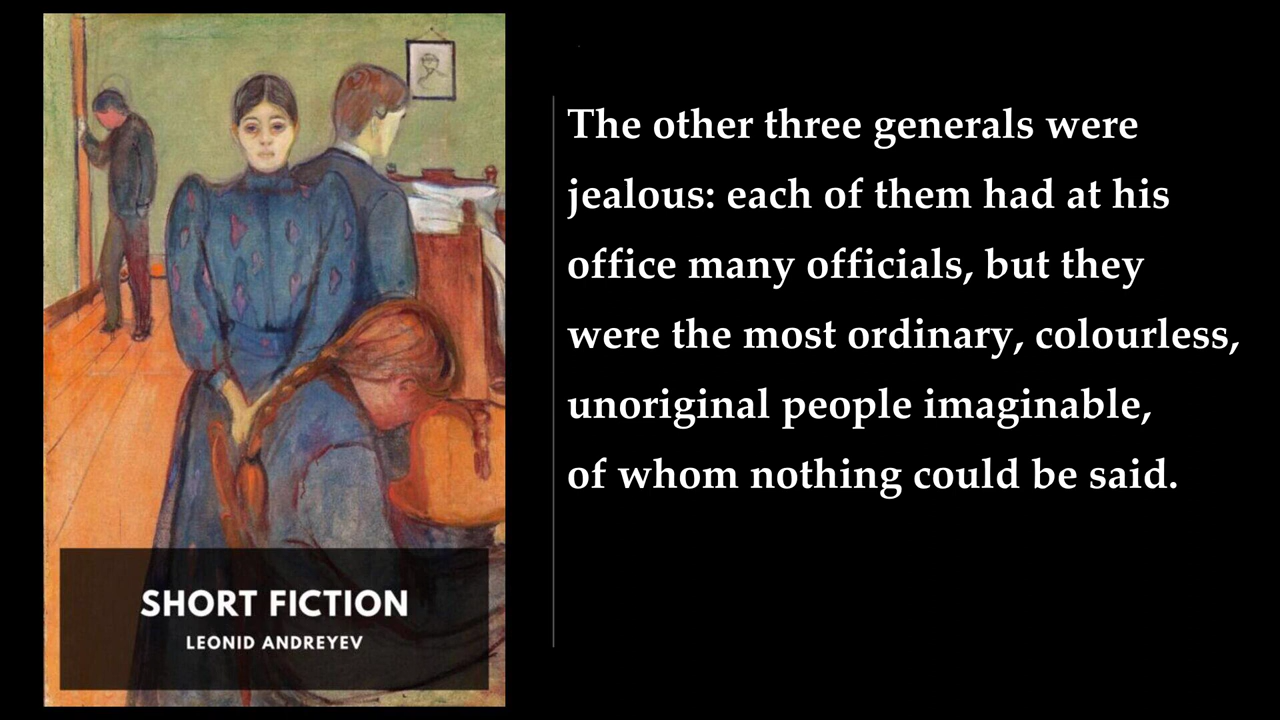 SHORT FICTION
LEONID ANDREYEV
The other three generals were
jealous: each of them had at his
office many officials, but they
were the most ordinary, colourless,
unoriginal people imaginable,
of whom nothing could be said.